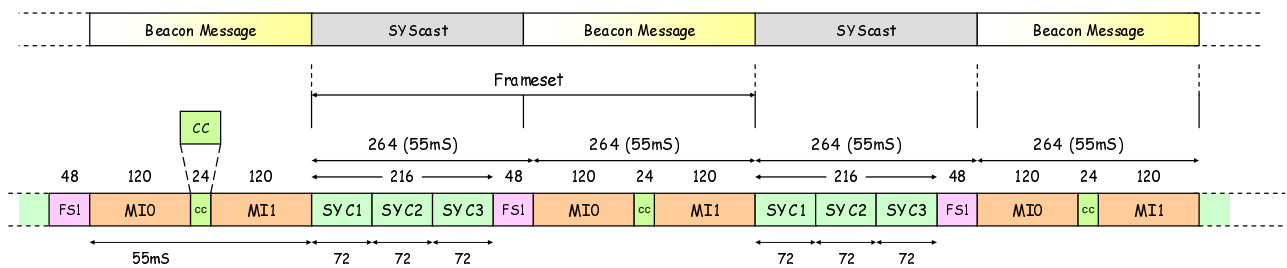 Beacon Message SYScast Beacon Message SYScast Beacon Message
Frameset
CC
264 (55mS) 264 (55mS) 264 (55mS) 264 (55mS)
48 120 24 120 216 48 120 24 120 216 48 120 24 120
FS1 MI0 cc MI1 SYC1 SYC2 SYC3 FS1 MI0 cc MI1 SYC1 SYC2 SYC3 FS1 MI0 cc MI1
55mS 72 72 72 72 72 72